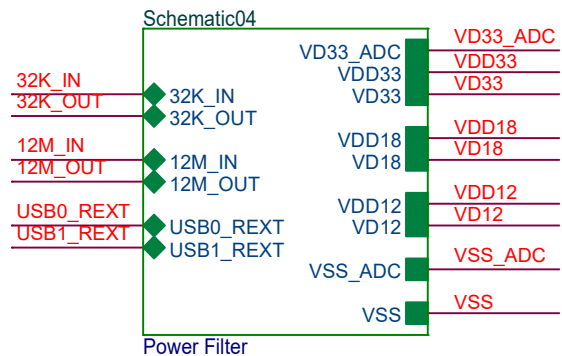 Schematic04
32K_IN
32K_OUT
12M_IN
12M_OUT
USB0_REXT
USB1_REXT
32K_IN
32K_OUT
12M_IN
12M_OUT
USB0_REXT
USB1_REXT
VD33_ADC
VDD33
VD33
VDD18
VD18
VDD12
VD12
VSS_ADC
VSS
VD33_ADC
VDD33
VD33
VDD18
VD18
VDD12
VD12
VSS_ADC
VSS
Power Filter